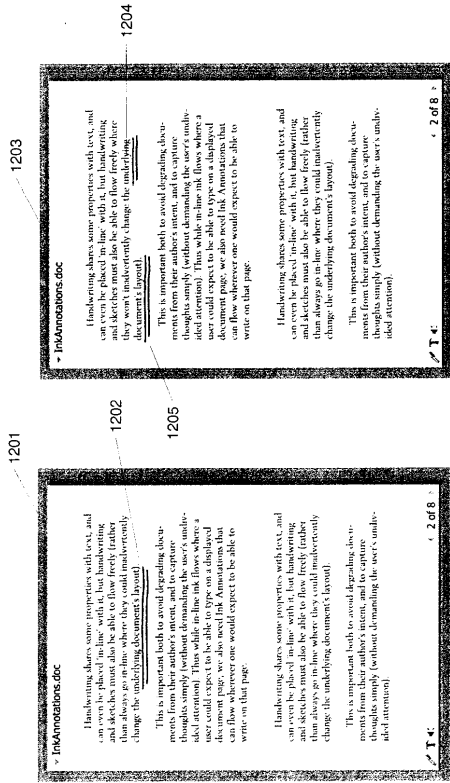 1201
1202
InkAnnotations.doc
Handwriting shares some properties with text, and
can even be placed 'in-line' with it, but handwriting
and sketches must also be able to flow freely (rather
than always go in-line where they could inadvertently
change the underlying document's layout).
This is important both to avoid degrading docu-
ments from their author's intent, and to capture
thoughts simply (without demanding the user's undiv-
ided attention). Thus while in-line ink flows where a
user could expect to be able to type on a displayed
document page, we also need Ink Annotations that
can flow wherever one would expect to be able to
write on that page.
Handwriting shares some properties with text, and
can even be placed 'in-line' with it, but handwriting
and sketches must also be able to flow freely (rather
than always go in-line where they could inadvertently
change the underlying document's layout).
This is important both to avoid degrading docu-
ments from their author's intent, and to capture
thoughts simply (without demanding the user's undiv-
ided attention).
T
2 of 8
1203
1204
1205
InkAnnotations.doc
Handwriting shares some properties with text, and
can even be placed 'in-line' with it, but handwriting
and sketches must also be able to flow freely where
they won't inadvertently change the underlying
document's layout).
This is important both to avoid degrading docu-
ments from their author's intent, and to capture
thoughts simply (without demanding the user's undiv-
ided attention). Thus while in-line ink flows where a
user could expect to be able to type on a displayed
document page, we also need Ink Annotations that
can flow wherever one would expect to be able to
write on that page.
Handwriting shares some properties with text, and
can even be placed 'in-line' with it, but handwriting
and sketches must also be able to flow freely (rather
than always go in-line where they could inadvertently
change the underlying document's layout).
This is important both to avoid degrading docu-
ments from their author's intent, and to capture
thoughts simply (without demanding the user's undiv-
ided attention).
T
2 of 8